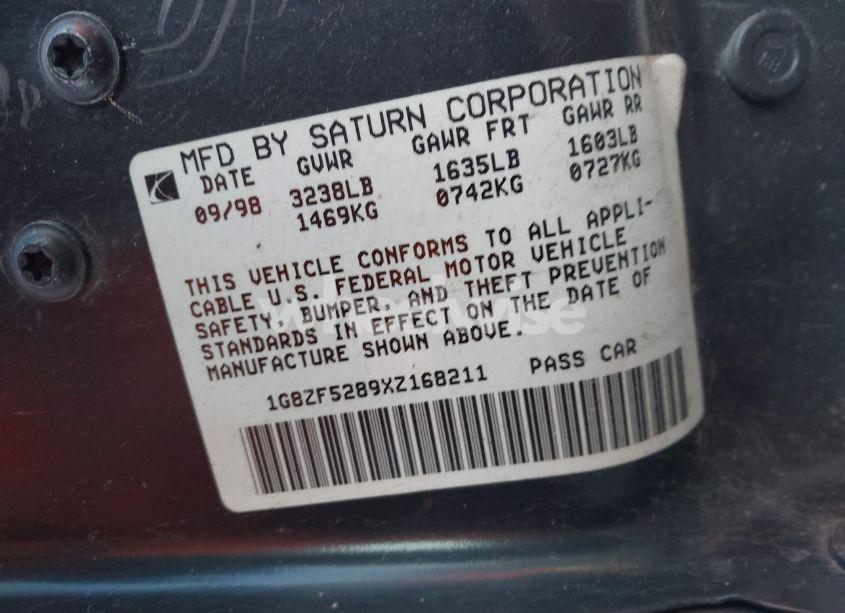 MFD BY SATURN CORPORATION
DATE GVWR GAWR FRT GAWR RR
09/98 3238LB 1635LB 1603LB
1469KG 0742KG 0727KG
THIS VEHICLE CONFORMS TO ALL APPLI-
CABLE U.S. FEDERAL MOTOR VEHICLE
SAFETY, BUMPER, AND THEFT PREVENTION
STANDARDS IN EFFECT ON THE DATE OF
MANUFACTURE SHOWN ABOVE.
1G8ZF5289XZ168211 PASS CAR